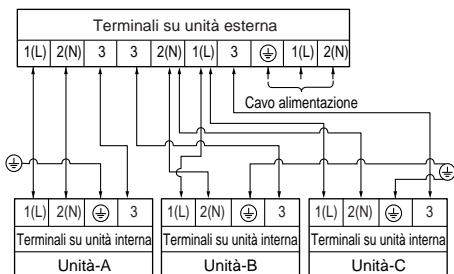 Terminali su unità esterna
1(L) 2(N) 3 3 2(N) 1(L) 3 1(L) 2(N)
Cavo alimentazione
1(L) 2(N) 3 1(L) 2(N) 3 1(L) 2(N) 3
Terminali su unità interna Terminali su unità interna Terminali su unità interna
Unità-A Unità-B Unità-C